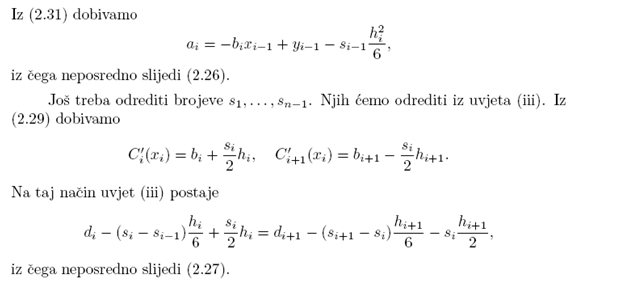 Iz (2.31) dobivamo
a_i = −b_i x_{i−1} + y_{i−1} − s_{i−1} \frac{h_i^2}{6},
iz čega neposredno slijedi (2.26).
Još treba odrediti brojeve s_1, . . . , s_{n−1}. Njih ćemo odrediti iz uvjeta (iii). Iz
(2.29) dobivamo
C'_i(x_i) = b_i + \frac{s_i}{2} h_i, C'_{i+1}(x_i) = b_{i+1} − \frac{s_i}{2} h_{i+1}.
Na taj način uvjet (iii) postaje
d_i − (s_i − s_{i−1}) \frac{h_i}{6} + \frac{s_i}{2} h_i = d_{i+1} − (s_{i+1} − s_i) \frac{h_{i+1}}{6} − s_i \frac{h_{i+1}}{2},
iz čega neposredno slijedi (2.27).